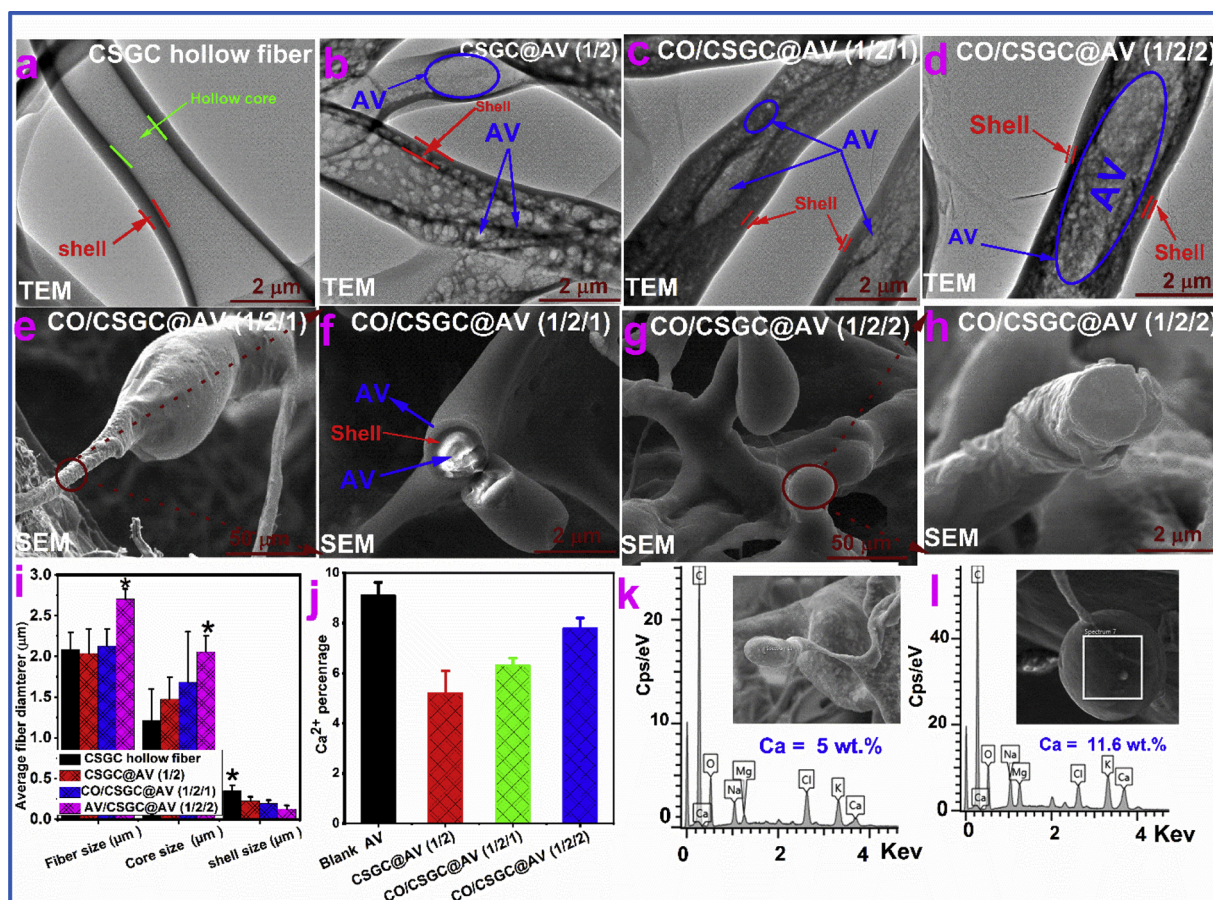 a
CSGC hollow fiber
Hollow core
shell
TEM
2 μm
b
CSGC@AV (1/2)
AV
Shell
AV
TEM
2 μm
c
CO/CSGC@AV (1/2/1)
AV
Shell
TEM
2 μm
d
CO/CSGC@AV (1/2/2)
Shell
AV
AV
Shell
TEM
2 μm
e
CO/CSGC@AV (1/2/1)
SEM
50 μm
f
CO/CSGC@AV (1/2/1)
AV
Shell
AV
SEM
2 μm
g
CO/CSGC@AV (1/2/2)
SEM
50 μm
h
CO/CSGC@AV (1/2/2)
SEM
2 μm
i
Average fiber diamterer (μm)
3.0
2.5
2.0
1.5
1.0
0.5
0.0
*
*
*
CSGC hollow fiber
CSGC@AV (1/2)
CO/CSGC@AV (1/2/1)
AV/CSGC@AV (1/2/2)
Fiber size (μm )
Core size (μm )
shell size (μm )
j
Ca2+ percenrage
10
8
6
4
2
0
Blank AV
CSGC@AV (1/2)
CO/CSGC@AV (1/2/1)
CO/CSGC@AV (1/2/2)
k
Cps/eV
20
10
0
C
O
Ca
Na
Mg
Cl
K
Ca
Ca = 5 wt.%
0 2 4
Kev
l
Cps/eV
40
20
0
C
Spectrum 7
O
Ca
Na
Mg
Cl
K
Ca
Ca = 11.6 wt.%
0 2 4
Kev